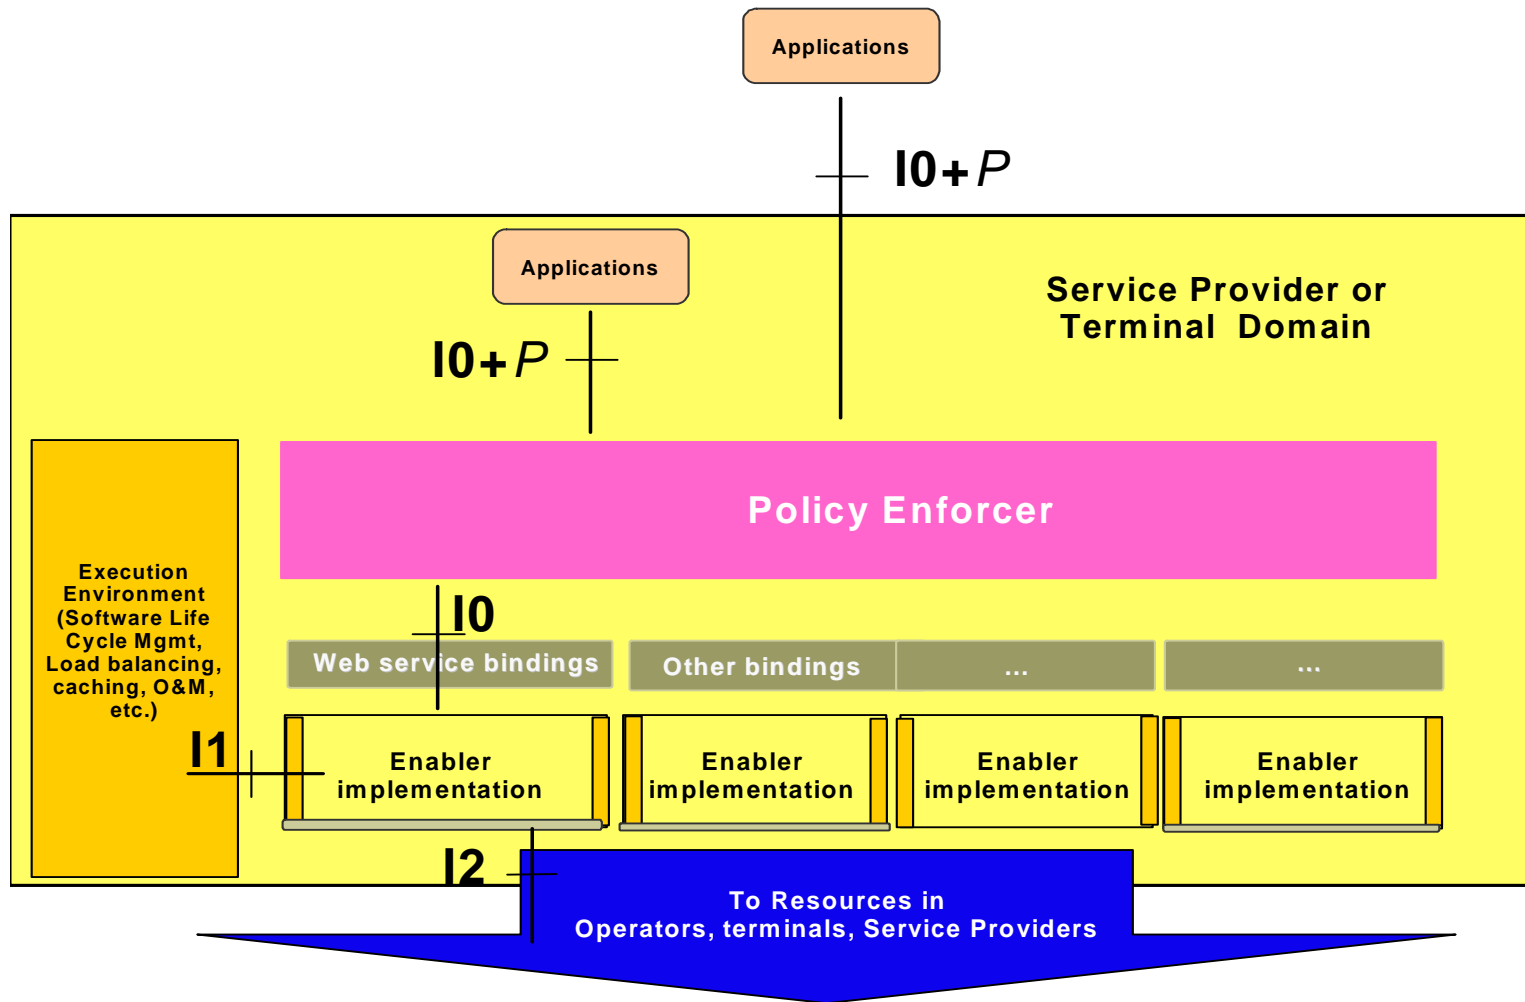 Applications
I0+P
Applications
Service Provider or
Terminal Domain
I0+P
Policy Enforcer
Execution
Environment
(Software Life
Cycle Mgmt,
Load balancing,
caching, O&M,
etc.)
I0
Web service bindings
Other bindings
...
...
I1
Enabler
implementation
Enabler
implementation
Enabler
implementation
Enabler
implementation
I2
To Resources in
Operators, terminals, Service Providers